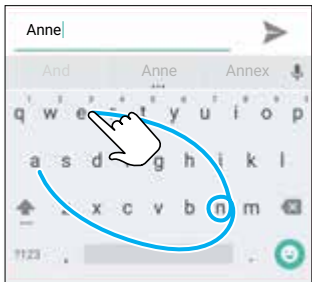 Anne
And Anne Annex
q w e t y u i o p
a s d g h j k l
x c v b n m
?123 , .